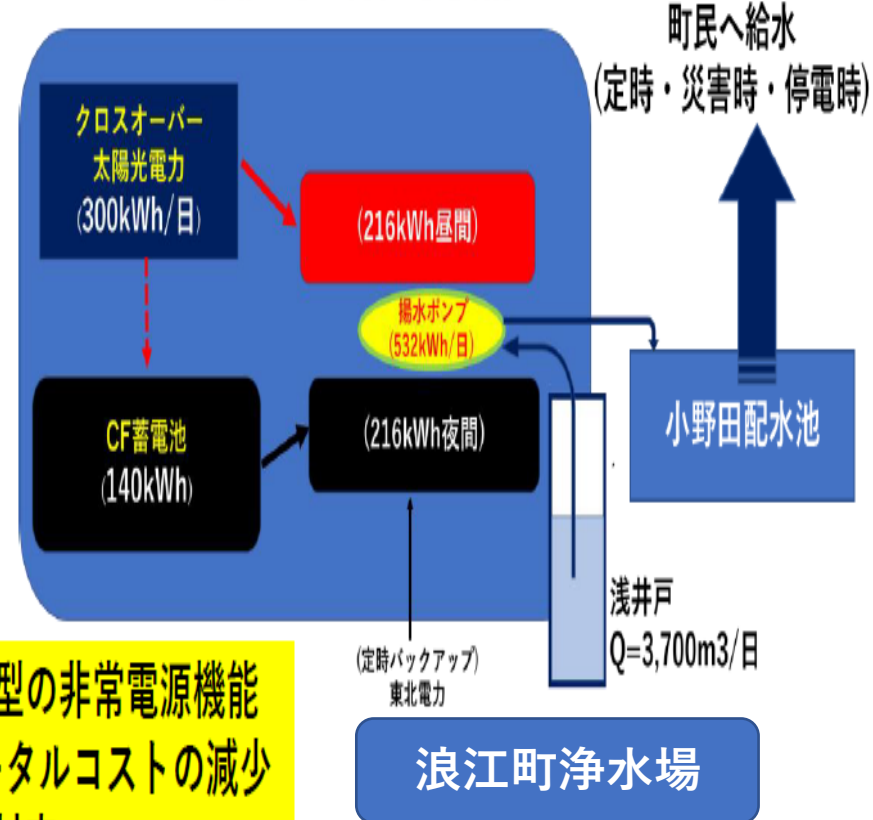 町民へ給水
(定時・災害時・停電時)
クロスオーバー
太陽光電力
(300kWh/日)
(216kWh昼間)
揚水ポンプ
(532kWh/日)
CF蓄電池
(140kWh)
(216kWh夜間)
小野田配水池
浅井戸
Q=3,700m3/日
(定時バックアップ)
東北電力
型の非常電源機能
タルコストの減少
浪江町浄水場